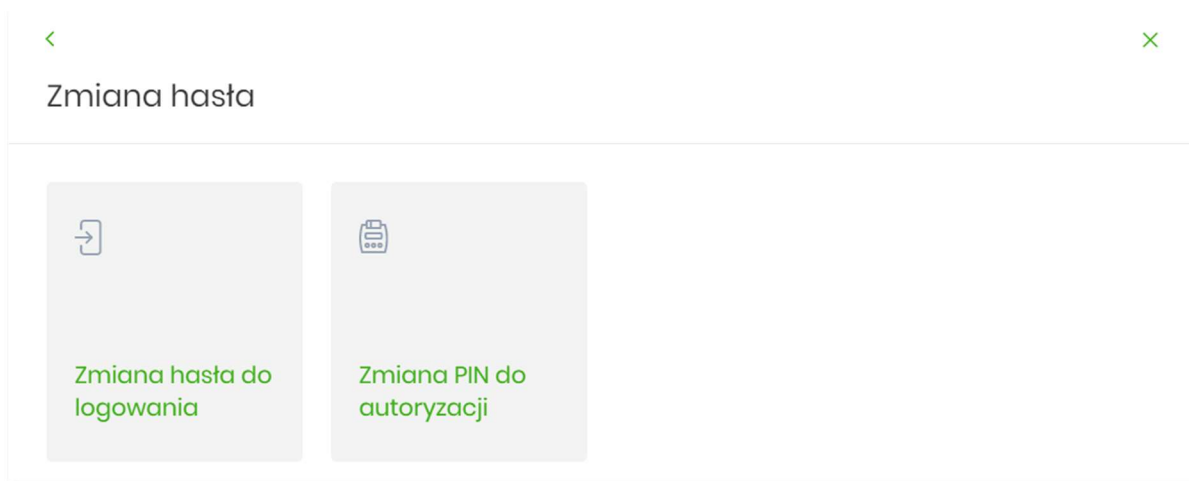 Zmiana hasła
Zmiana hasła do
logowania
Zmiana PIN do
autoryzacji